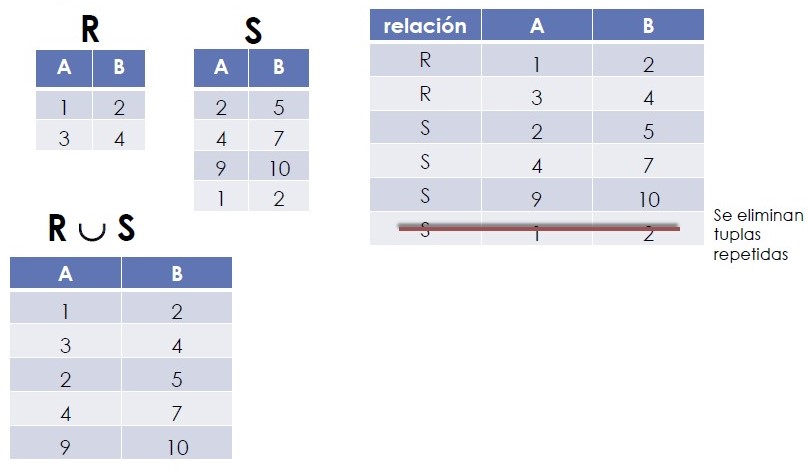 R
A B
1 2
3 4
S
A B
2 5
4 7
9 10
1 2
relación A B
R 1 2
R 3 4
S 2 5
S 4 7
S 9 10
S 1 2
Se eliminan
tuplas
repetidas
R ∪ S
A B
1 2
3 4
2 5
4 7
9 10